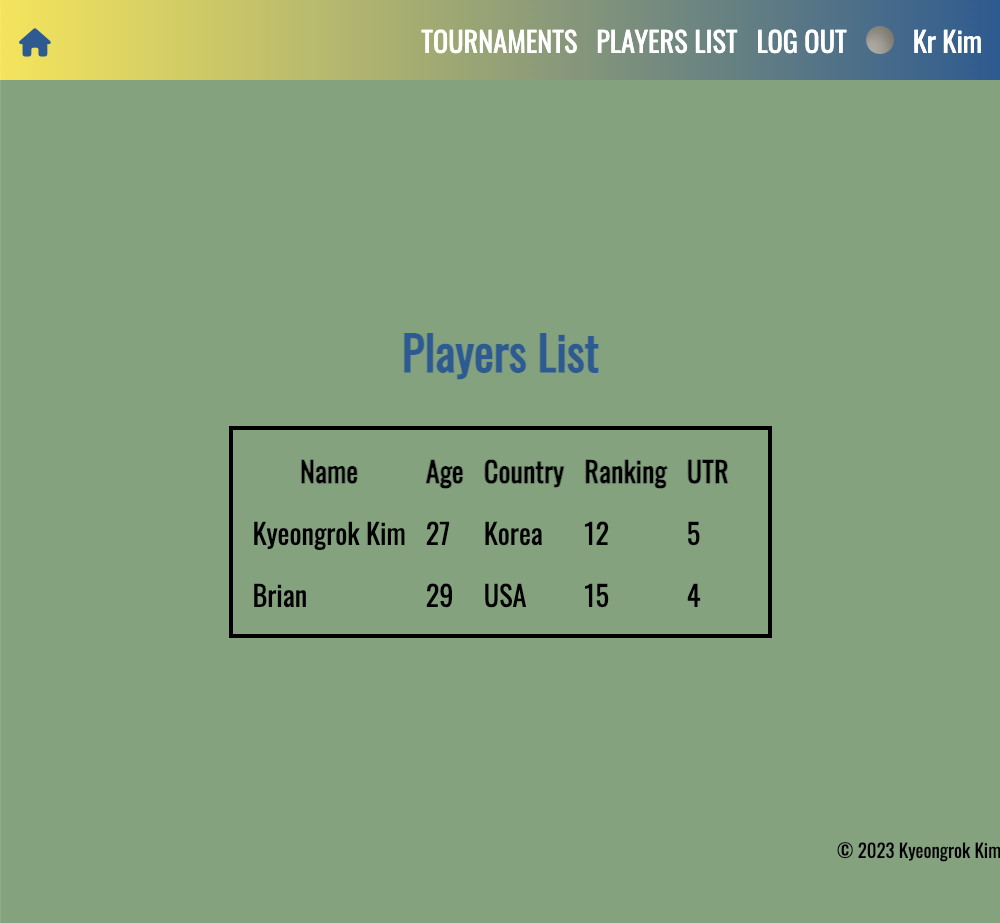 TOURNAMENTS PLAYERS LIST LOG OUT Kr Kim
Players List
Name Age Country Ranking UTR
Kyeongrok Kim 27 Korea 12 5
Brian 29 USA 15 4
© 2023 Kyeongrok Kim